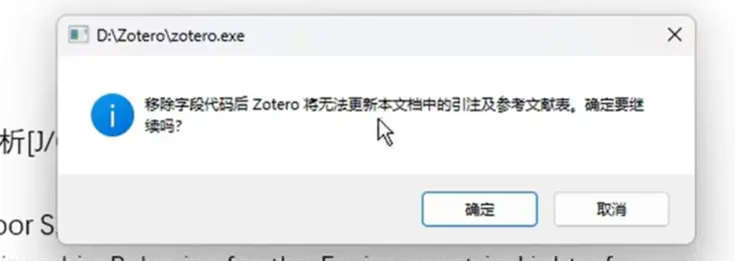 D:\Zotero\zotero.exe
移除字段代码后 Zotero 将无法更新本文档中的引注及参考文献表。确定要继
续吗？
析[J/
确定
取消
oor S